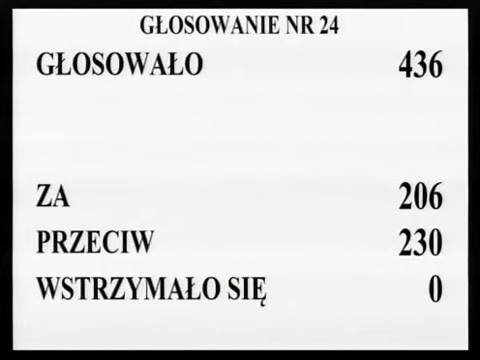 GŁOSOWANIE NR 24
GŁOSOWAŁO 436
ZA 206
PRZECIW 230
WSTRZYMAŁO SIĘ 0